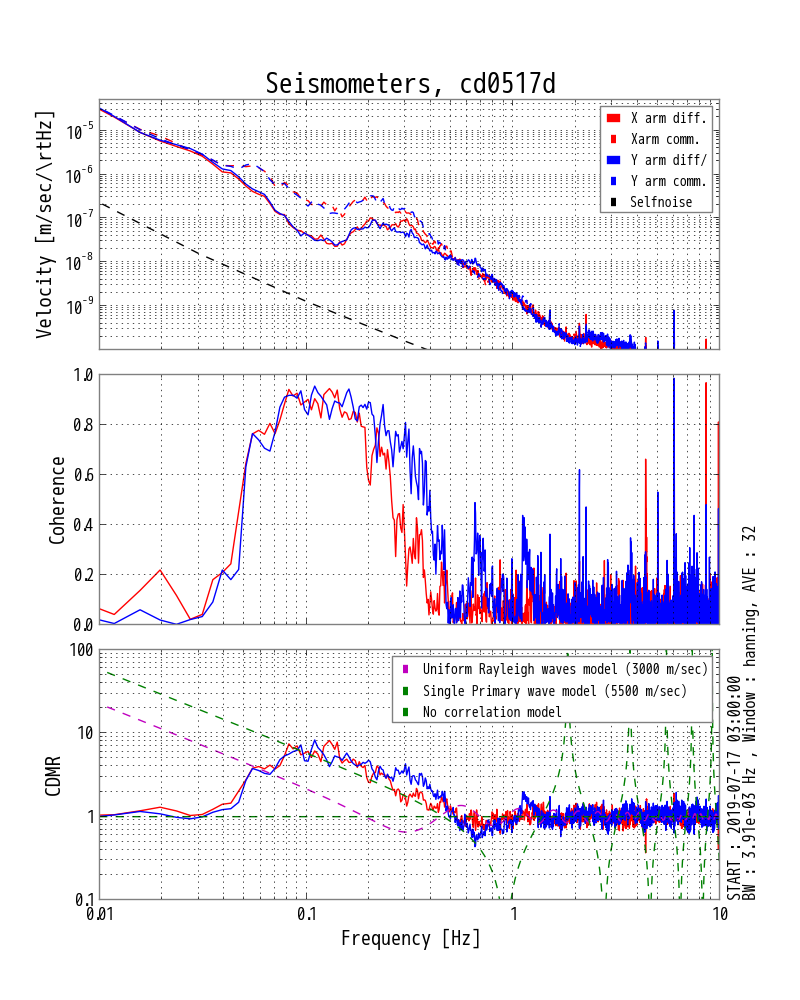 Seismometers, cd0517d
Velocity [m/sec/\rtHz]
10^-5
10^-6
10^-7
10^-8
10^-9
X arm diff.
Xarm comm.
Y arm diff/
Y arm comm.
Selfnoise
Coherence
1.0
0.8
0.6
0.4
0.2
0.0
CDMR
100
10
1
0.1
Uniform Rayleigh waves model (3000 m/sec)
Single Primary wave model (5500 m/sec)
No correlation model
0.01
0.1
1
10
Frequency [Hz]
START : 2019-07-17 03:00:00
BW : 3.91e-03 Hz , Window : hanning, AVE : 32